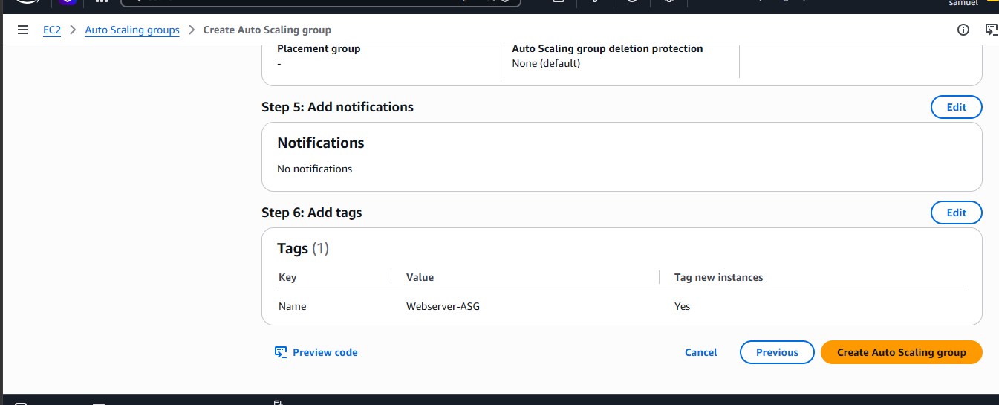 samuel
EC2 > Auto Scaling groups > Create Auto Scaling group
Placement group
-
Auto Scaling group deletion protection
None (default)
Step 5: Add notifications
Edit
Notifications
No notifications
Step 6: Add tags
Edit
Tags (1)
Key Value Tag new instances
Name Webserver-ASG Yes
Preview code Cancel Previous Create Auto Scaling group